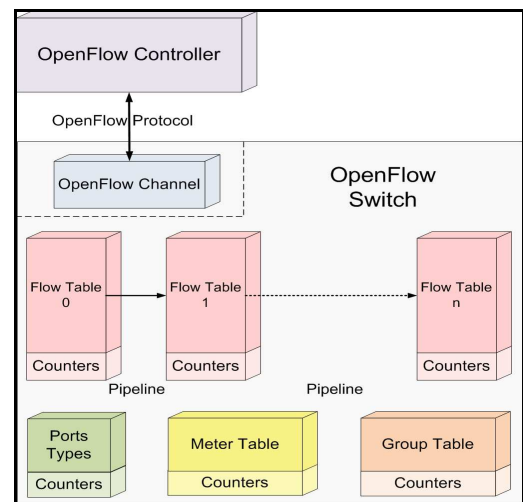 OpenFlow Controller
OpenFlow Protocol
OpenFlow Channel
OpenFlow
Switch
Flow Table
0
Counters
Flow Table
1
Counters
Flow Table
n
Counters
Pipeline
Pipeline
Ports
Types
Counters
Meter Table
Counters
Group Table
Counters